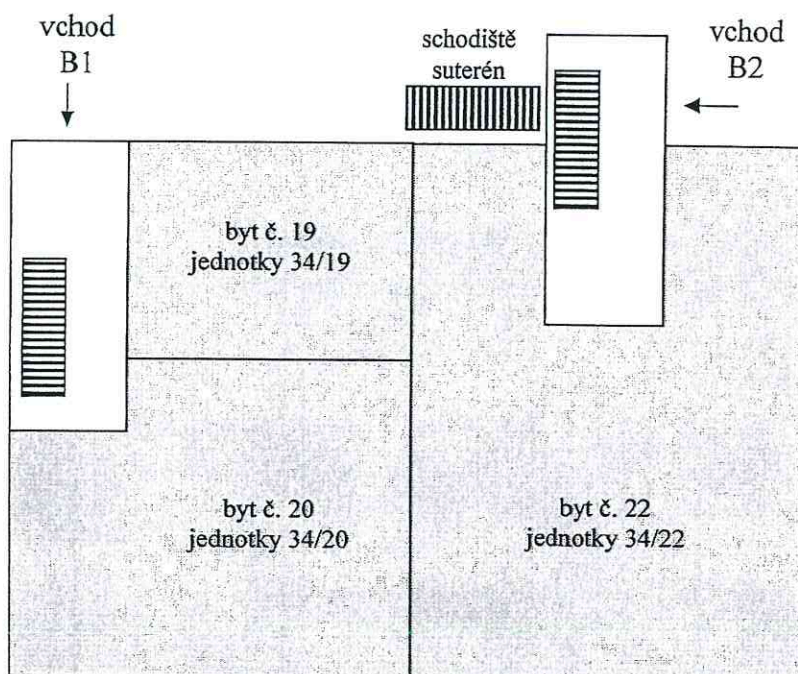 vchod
B1
schodiště
suterén
vchod
B2
byt č. 19
jednotky 34/19
byt č. 20
jednotky 34/20
byt č. 22
jednotky 34/22